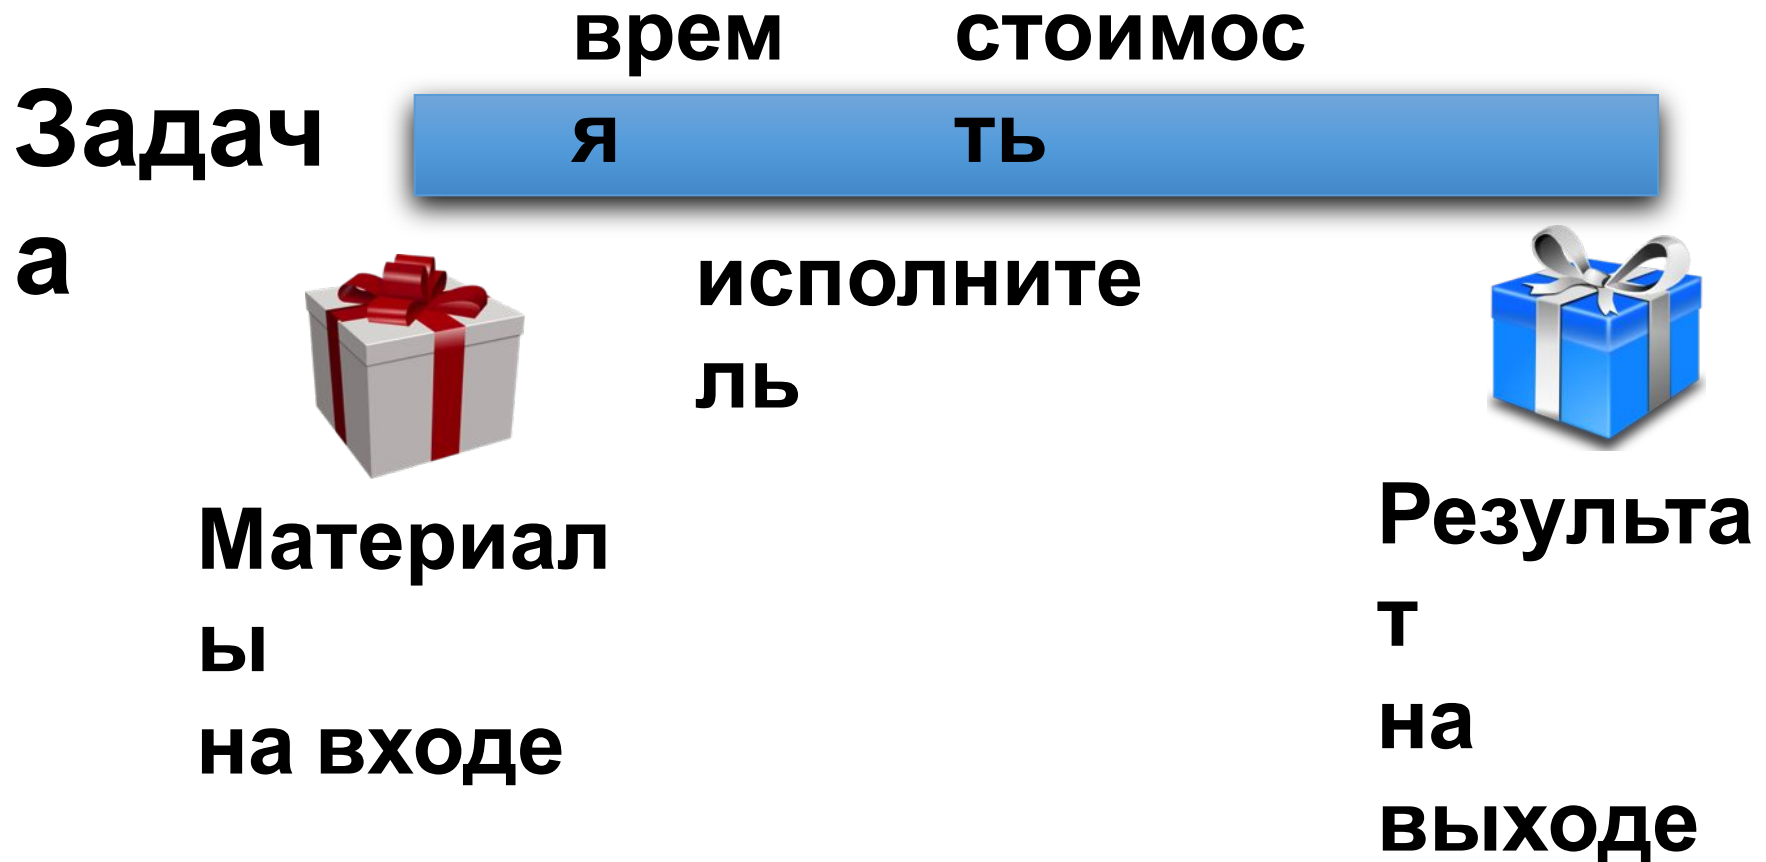 врем
я
стоимос
ть
Задач
а
исполните
ль
Материал
ы
на входе
Результа
т
на
выходе